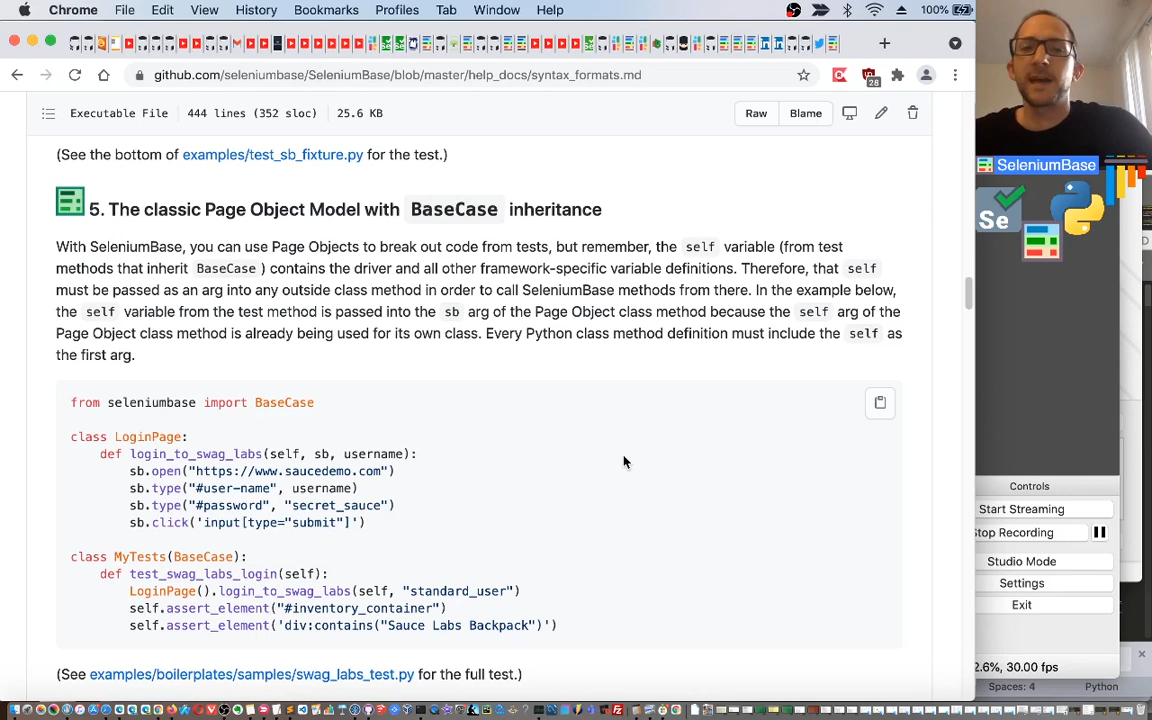 Chrome File Edit View History Bookmarks Profiles Tab Window Help 100%
github.com/seleniumbase/SeleniumBase/blob/master/help_docs/syntax_formats.md
28
Executable File 444 lines (352 sloc) 25.6 KB Raw Blame
(See the bottom of examples/test_sb_fixture.py for the test.)
5. The classic Page Object Model with BaseCase inheritance
With SeleniumBase, you can use Page Objects to break out code from tests, but remember, the self variable (from test
methods that inherit BaseCase ) contains the driver and all other framework-specific variable definitions. Therefore, that self
must be passed as an arg into any outside class method in order to call SeleniumBase methods from there. In the example below,
the self variable from the test method is passed into the sb arg of the Page Object class method because the self arg of the
Page Object class method is already being used for its own class. Every Python class method definition must include the self as
the first arg.
from seleniumbase import BaseCase
class LoginPage:
def login_to_swag_labs(self, sb, username):
sb.open("https://www.saucedemo.com")
sb.type("#user-name", username)
sb.type("#password", "secret_sauce")
sb.click('input[type="submit"]')
class MyTests(BaseCase):
def test_swag_labs_login(self):
LoginPage().login_to_swag_labs(self, "standard_user")
self.assert_element("#inventory_container")
self.assert_element('div:contains("Sauce Labs Backpack")')
(See examples/boilerplates/samples/swag_labs_test.py for the full test.)
SeleniumBase
Se
Controls
Start Streaming
Stop Recording
Studio Mode
Settings
Exit
2.6%, 30.00 fps
Spaces: 4 Python